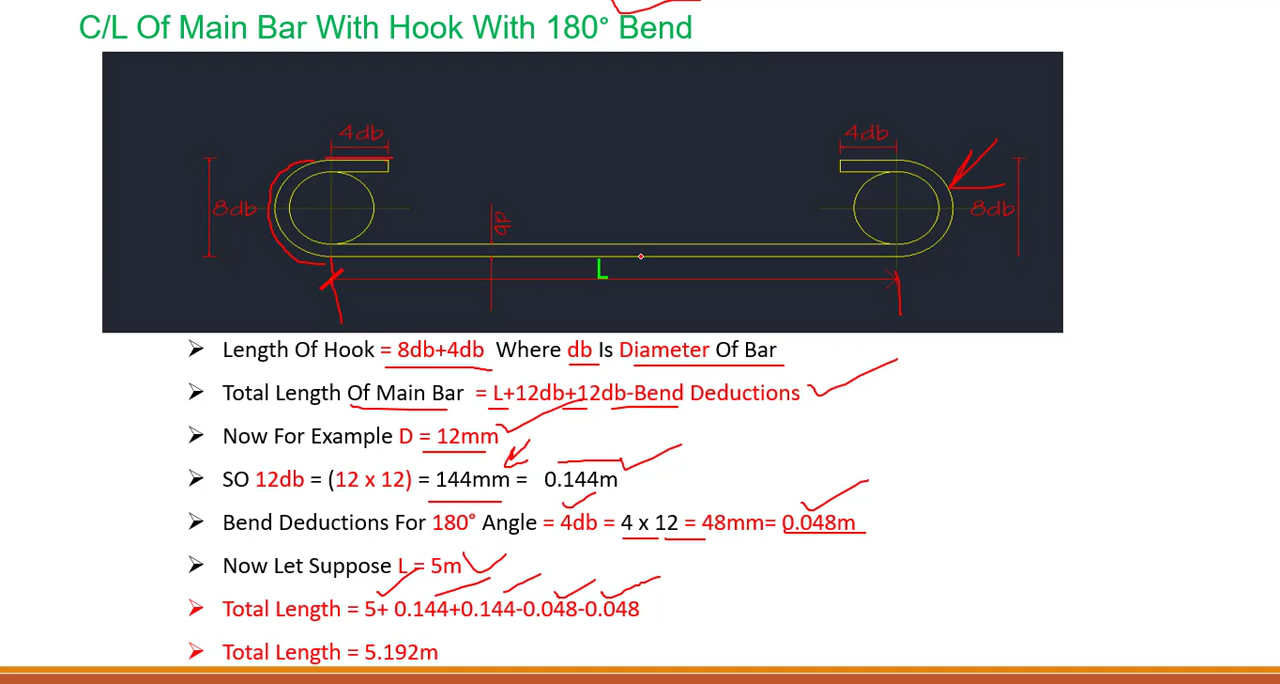 C/L Of Main Bar With Hook With 180° Bend
4db
4db
8db
db
8db
L
Length Of Hook = 8db+4db Where db Is Diameter Of Bar
Total Length Of Main Bar = L+12db+12db-Bend Deductions
Now For Example D = 12mm
SO 12db = (12 x 12) = 144mm = 0.144m
Bend Deductions For 180° Angle = 4db = 4 x 12 = 48mm= 0.048m
Now Let Suppose L = 5m
Total Length = 5+ 0.144+0.144-0.048-0.048
Total Length = 5.192m